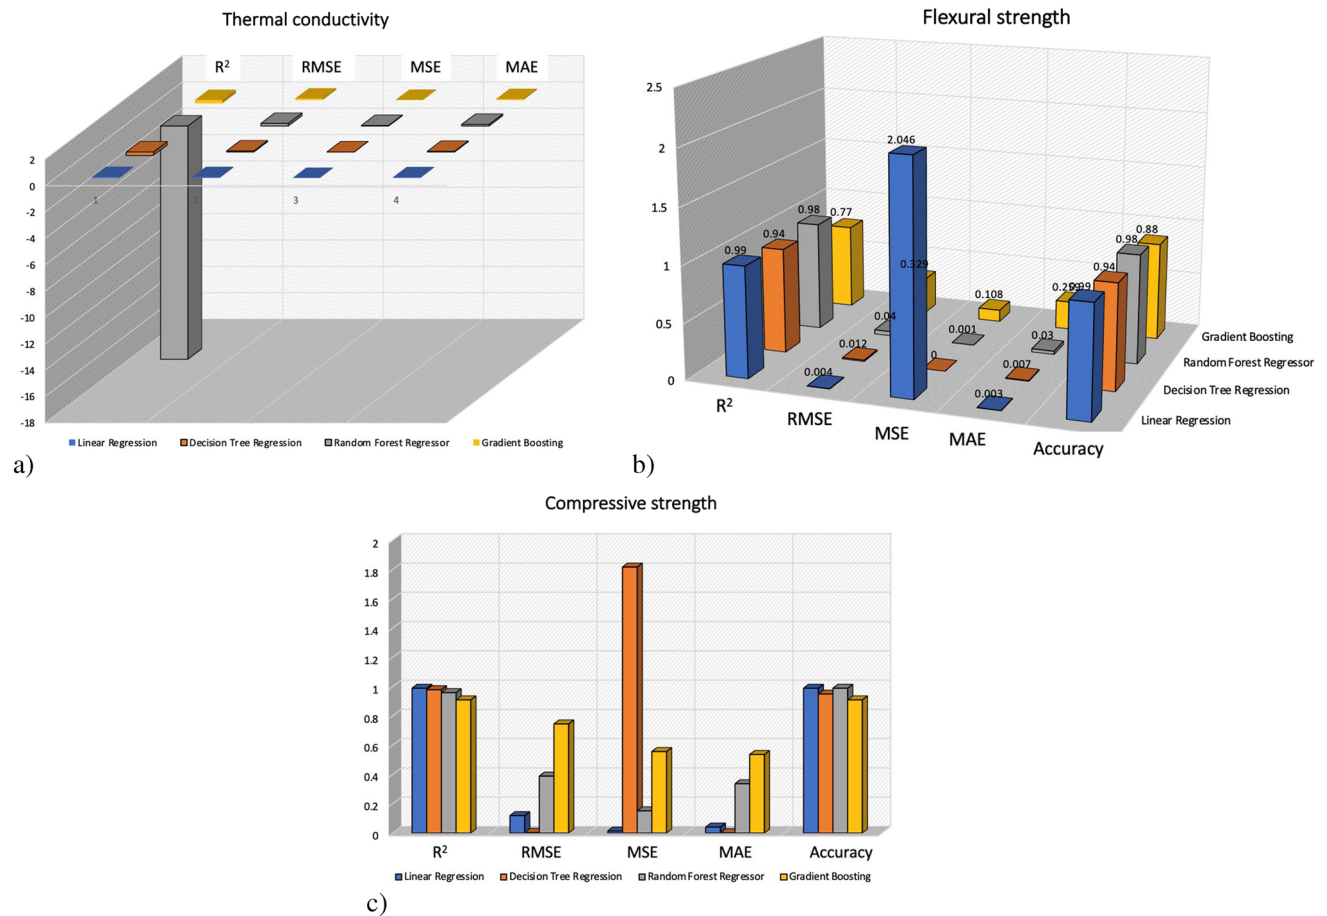 Thermal conductivity
R² RMSE MSE MAE
2
0
-2
-4
-6
-8
-10
-12
-14
-16
-18
1 2 3 4
Linear Regression Decision Tree Regression Random Forest Regressor Gradient Boosting
a)
Flexural strength
2.5
2
1.5
1
0.5
0
0.99 0.94 0.98 0.77
0.004 0.012 0.04 0.329
2.046 0 0.001 0.108
0.003 0.007 0.03 0.259
0.99 0.94 0.98 0.88
R² RMSE MSE MAE Accuracy
Gradient Boosting
Random Forest Regressor
Decision Tree Regression
Linear Regression
b)
Compressive strength
2
1.8
1.6
1.4
1.2
1
0.8
0.6
0.4
0.2
0
R² RMSE MSE MAE Accuracy
Linear Regression Decision Tree Regression Random Forest Regressor Gradient Boosting
c)